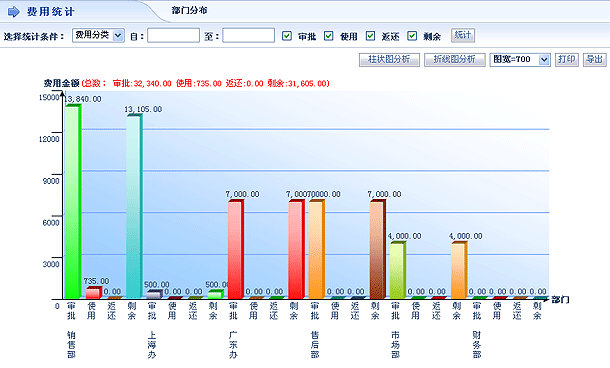 费用统计 部门分布
选择统计条件： 费用分类 自： 至： 审批 使用 返还 剩余 统计
柱状图分析 折线图分析 图宽=700 打印 导出
费用金额(总数： 审批:32,340.00 使用:735.00 返还:0.00 剩余:31,605.00)
15000
12000
9000
6000
3000
0
13,840.00 735.00 0.00 13,105.00
500.00 0.00 0.00 500.00
7,000.00 0.00 0.00 7,000.00
7,000.00 0.00 0.00 7,000.00
4,000.00 0.00 0.00 4,000.00
0.00 0.00 0.00 0.00
部门
审批 使用 返还 剩余 审批 使用 返还 剩余 审批 使用 返还 剩余 审批 使用 返还 剩余 审批 使用 返还 剩余 审批 使用 返还 剩余
销售部 上海办 广东办 售后部 市场部 财务部